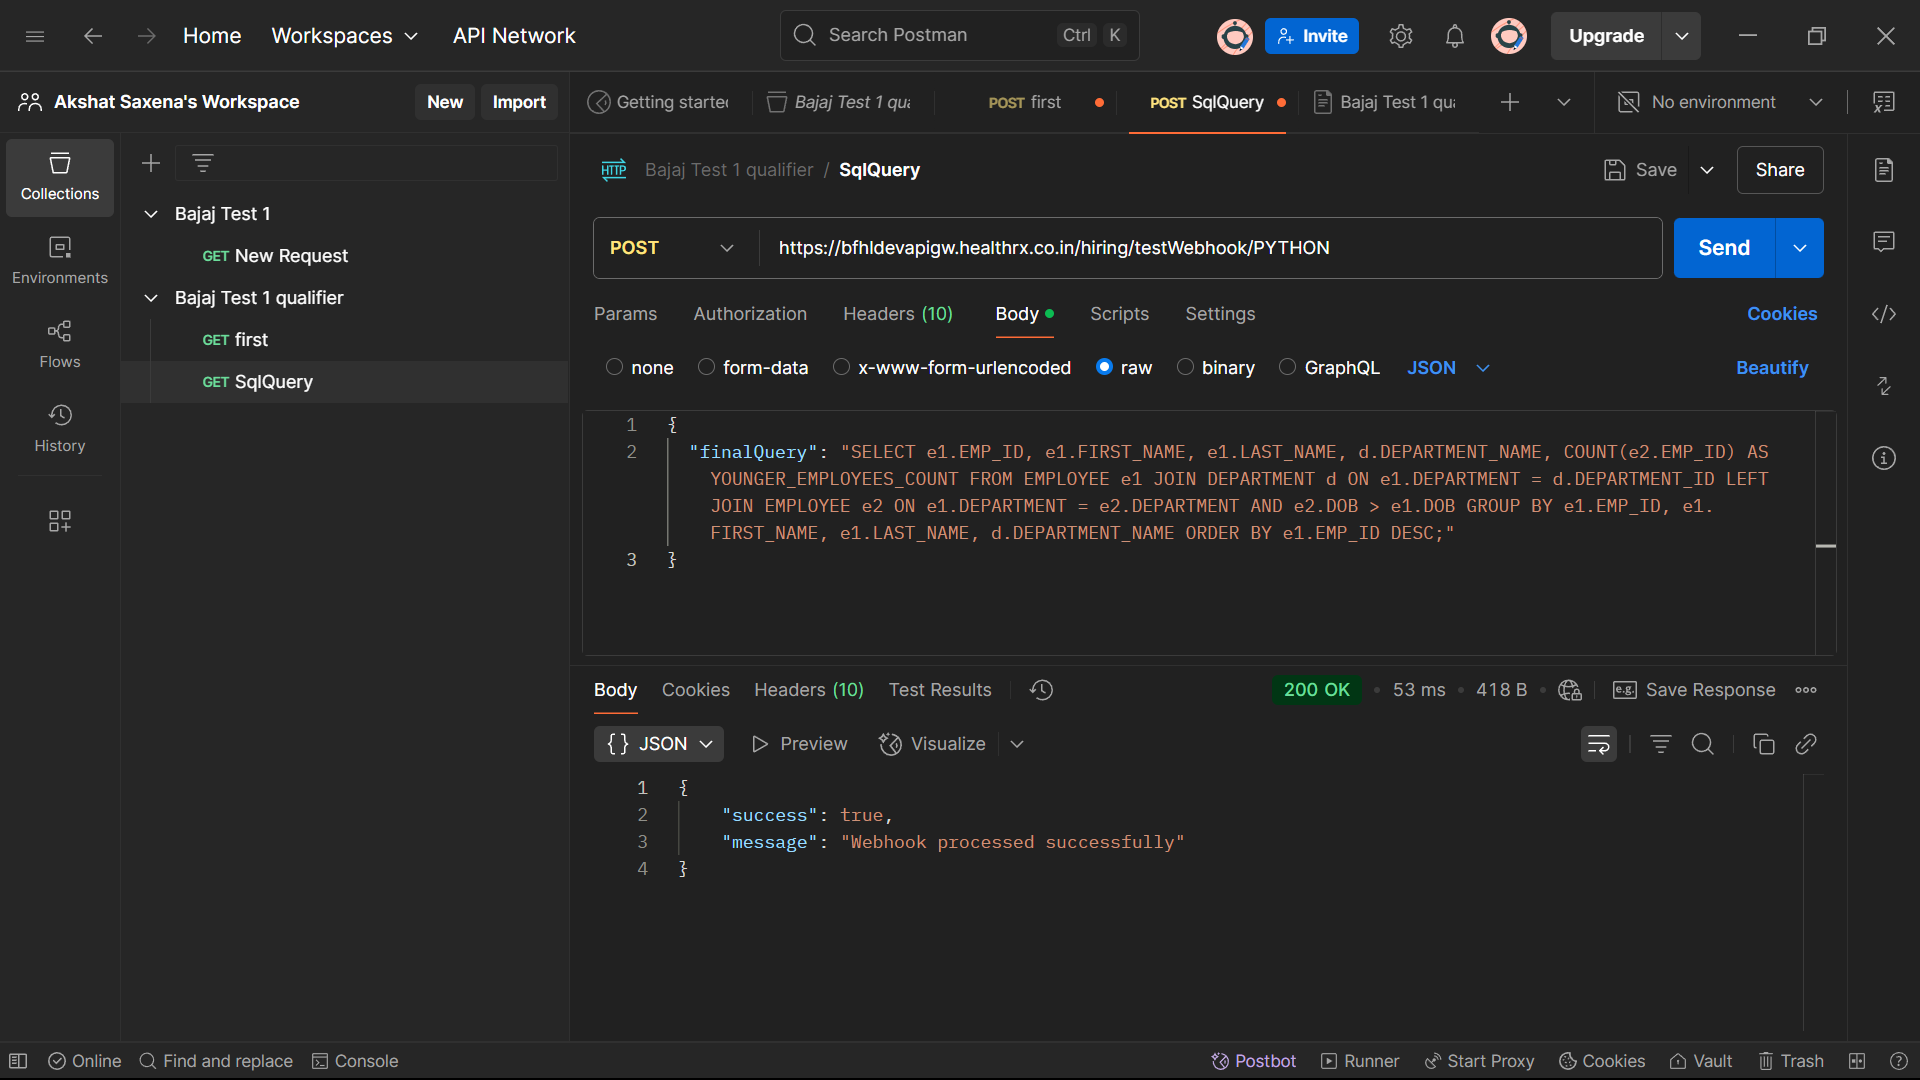 Home Workspaces API Network Search Postman Ctrl K Invite Upgrade
Akshat Saxena's Workspace New Import
Getting starte Bajaj Test 1 qu POST first POST SqlQuery Bajaj Test 1 qu No environment
Collections
Environments
Flows
History
Bajaj Test 1
GET New Request
Bajaj Test 1 qualifier
GET first
GET SqlQuery
HTTP Bajaj Test 1 qualifier / SqlQuery Save Share
POST https://bfhldevapigw.healthrx.co.in/hiring/testWebhook/PYTHON Send
Params Authorization Headers (10) Body Scripts Settings Cookies
none form-data x-www-form-urlencoded raw binary GraphQL JSON Beautify
1 {
2 "finalQuery": "SELECT e1.EMP_ID, e1.FIRST_NAME, e1.LAST_NAME, d.DEPARTMENT_NAME, COUNT(e2.EMP_ID) AS
YOUNGER_EMPLOYEES_COUNT FROM EMPLOYEE e1 JOIN DEPARTMENT d ON e1.DEPARTMENT = d.DEPARTMENT_ID LEFT
JOIN EMPLOYEE e2 ON e1.DEPARTMENT = e2.DEPARTMENT AND e2.DOB > e1.DOB GROUP BY e1.EMP_ID, e1.
FIRST_NAME, e1.LAST_NAME, d.DEPARTMENT_NAME ORDER BY e1.EMP_ID DESC;"
3 }
Body Cookies Headers (10) Test Results 200 OK • 53 ms • 418 B • e.g. Save Response
{} JSON Preview Visualize
1 {
2 "success": true,
3 "message": "Webhook processed successfully"
4 }
Online Find and replace Console Postbot Runner Start Proxy Cookies Vault Trash